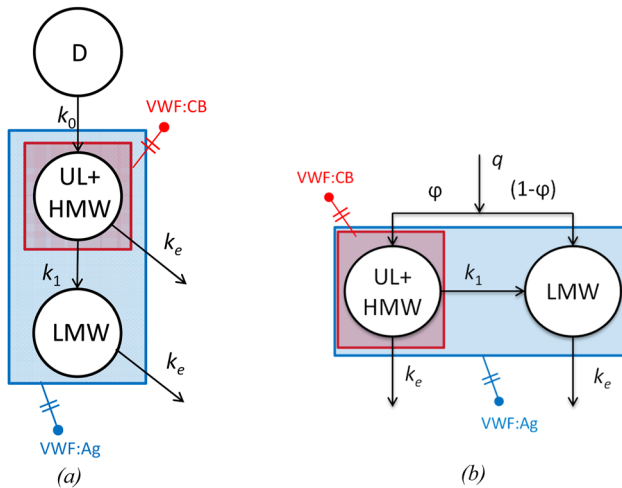 D
k₀
VWF:CB
UL+
HMW
kₑ
k₁
LMW
kₑ
VWF:Ag
(a)
q
VWF:CB
φ
(1-φ)
UL+
HMW
k₁
LMW
kₑ
kₑ
VWF:Ag
(b)